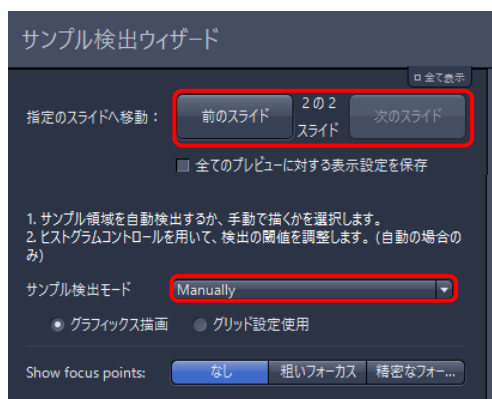 サンプル検出ウィザード
ロ 全て表示
指定のスライドへ移動： 前のスライド 2 の 2 スライド 次のスライド
全てのプレビューに対する表示設定を保存
1. サンプル領域を自動検出するか、手動で描くかを選択します。
2. ヒストグラムコントロールを用いて、検出の閾値を調整します。(自動の場合の
み)
サンプル検出モード Manually
グラフィックス描画 グリッド設定使用
Show focus points: なし 粗いフォーカス 精密なフォー...